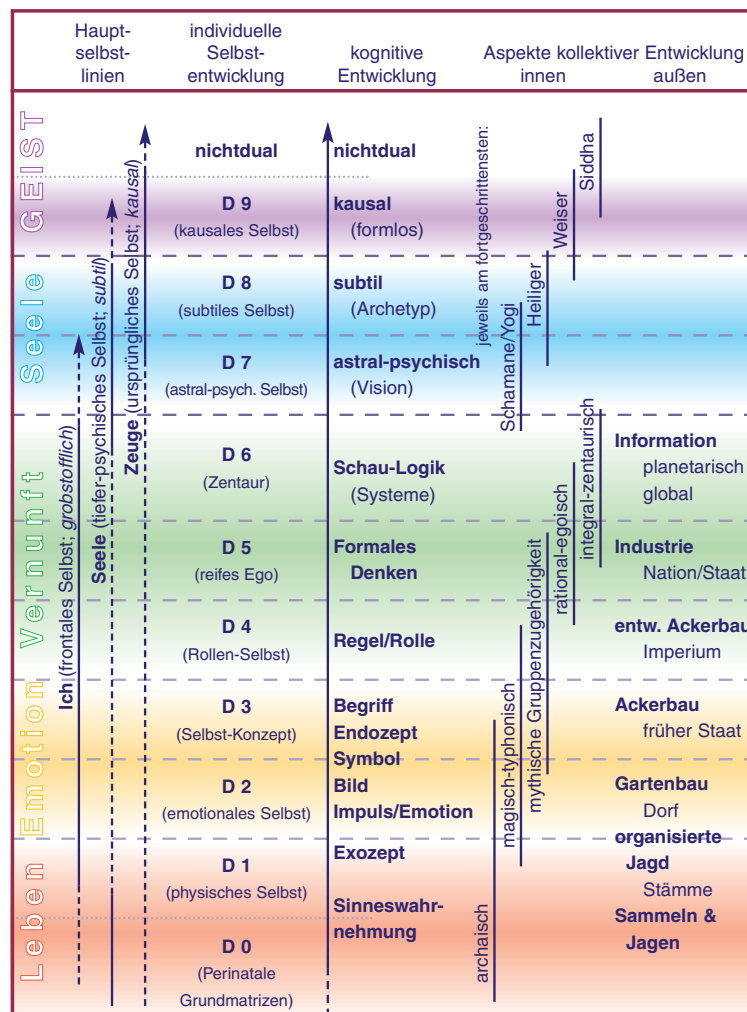 Haupt-
selbst-
linien
individuelle
Selbst-
entwicklung
kognitive
Entwicklung
Aspekte kollektiver Entwicklung
innen
außen
GEIST
Seele
Vernunft
Emotion
Leben
Ich (frontales Selbst; grobstofflich)
Seele (tiefer-psychisches Selbst; subtil)
Zeuge (ursprüngliches Selbst; kausal)
nichtdual
D 9
(kausales Selbst)
D 8
(subtiles Selbst)
D 7
(astral-psych. Selbst)
D 6
(Zentaur)
D 5
(reifes Ego)
D 4
(Rollen-Selbst)
D 3
(Selbst-Konzept)
D 2
(emotionales Selbst)
D 1
(physisches Selbst)
D 0
(Perinatale
Grundmatrizen)
nichtdual
kausal
(formlos)
subtil
(Archetyp)
astral-psychisch
(Vision)
Schau-Logik
(Systeme)
Formales
Denken
Regel/Rolle
Begriff
Endozept
Symbol
Bild
Impuls/Emotion
Exozept
Sinneswahr-
nehmung
jeweils am fortgeschrittensten:
Schamane/Yogi
Heiliger
Weiser
Siddha
archaisch
magisch-typhonisch
mythische Gruppenzugehörigkeit
rational-egoisch
integral-zentaurisch
Information
planetarisch
global
Industrie
Nation/Staat
entw. Ackerbau
Imperium
Ackerbau
früher Staat
Gartenbau
Dorf
organisierte
Jagd
Stämme
Sammeln &
Jagen